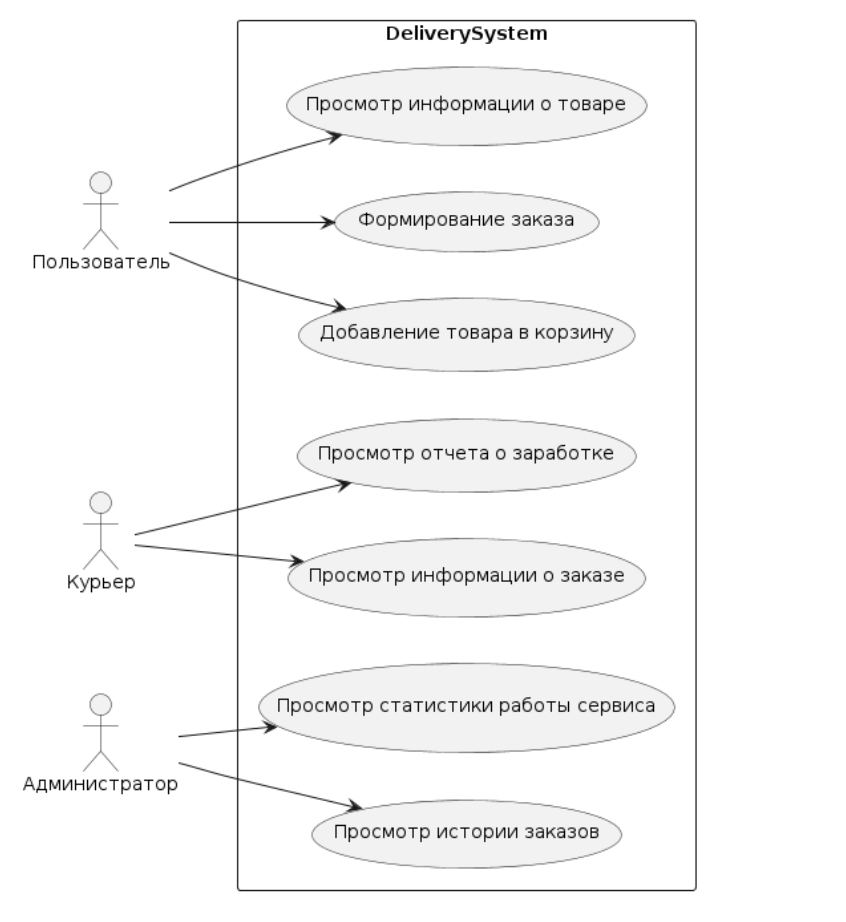 DeliverySystem
Просмотр информации о товаре
Формирование заказа
Пользователь
Добавление товара в корзину
Просмотр отчета о заработке
Просмотр информации о заказе
Курьер
Просмотр статистики работы сервиса
Администратор
Просмотр истории заказов